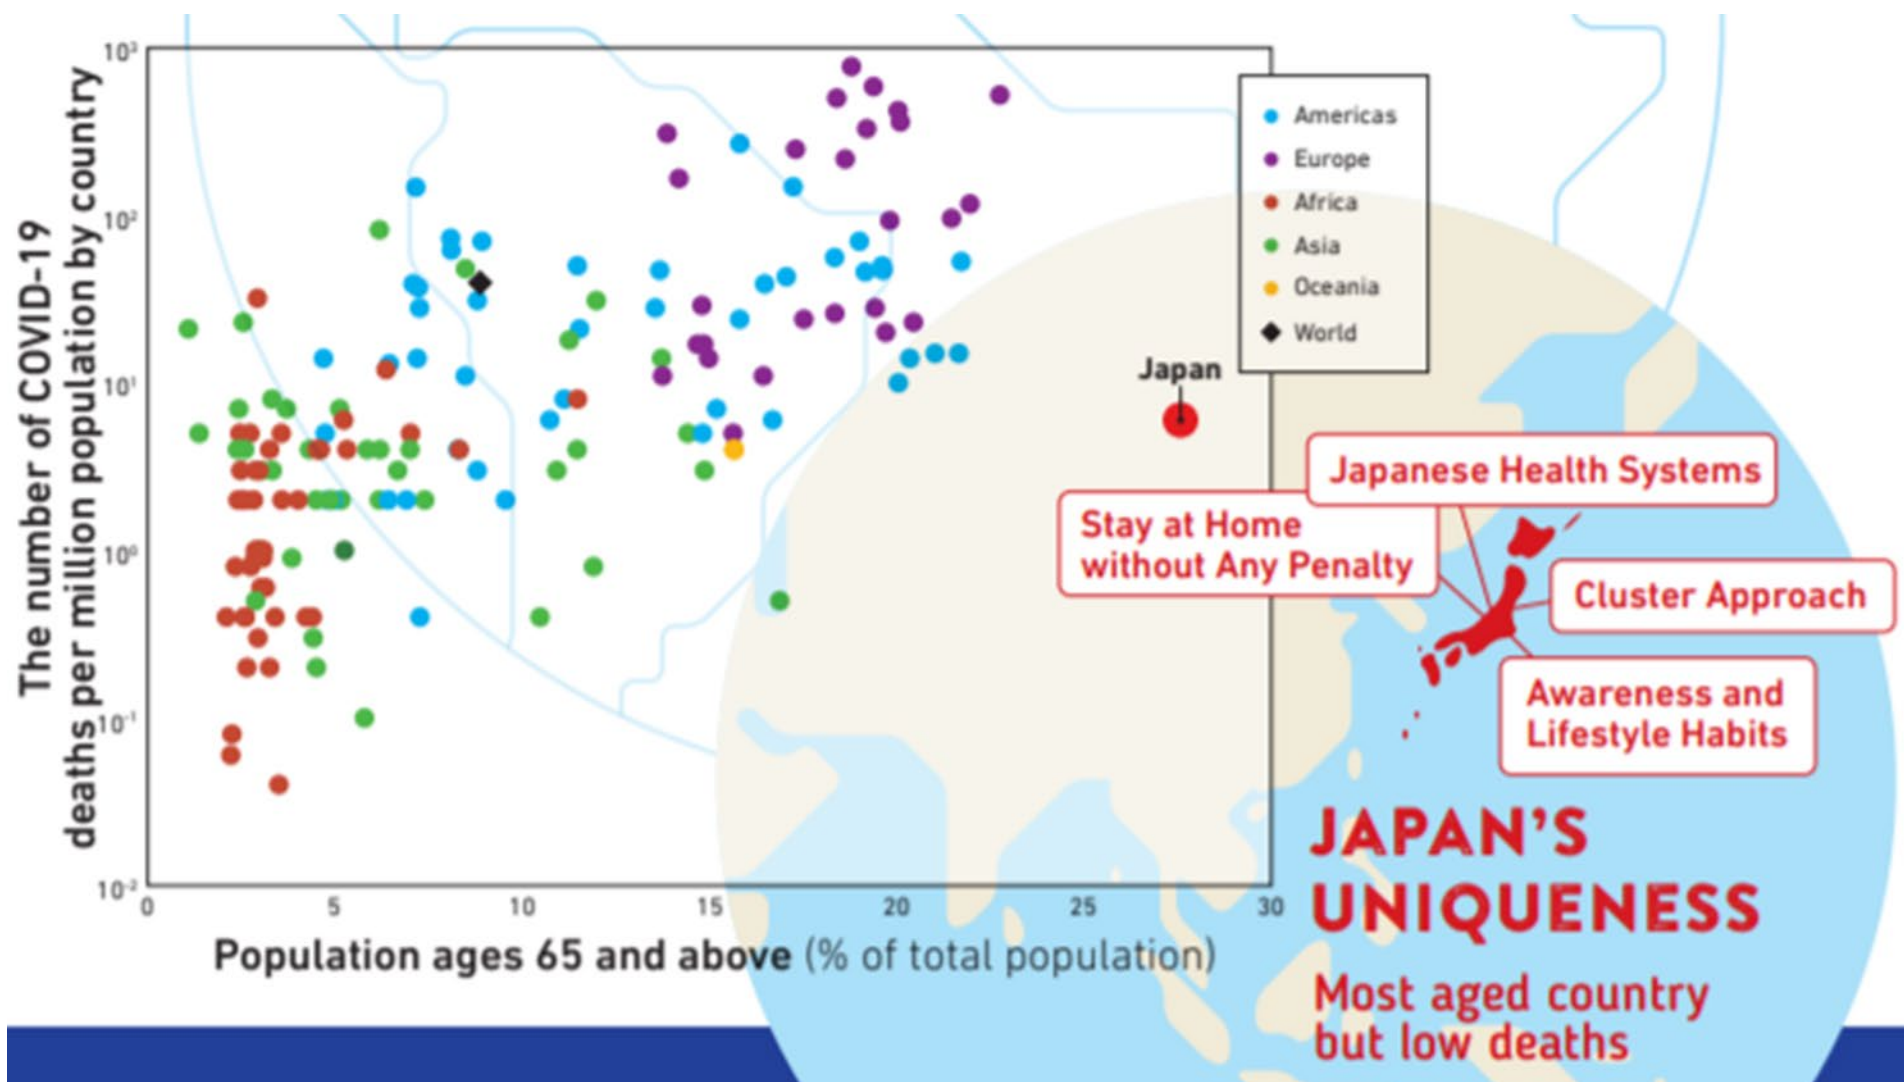 The number of COVID-19
deaths per million population by country
10³
10²
10¹
10⁰
10⁻¹
10⁻²
0 5 10 15 20 25 30
Population ages 65 and above (% of total population)
Americas
Europe
Africa
Asia
Oceania
World
Japan
Japanese Health Systems
Stay at Home
without Any Penalty
Cluster Approach
Awareness and
Lifestyle Habits
JAPAN'S
UNIQUENESS
Most aged country
but low deaths